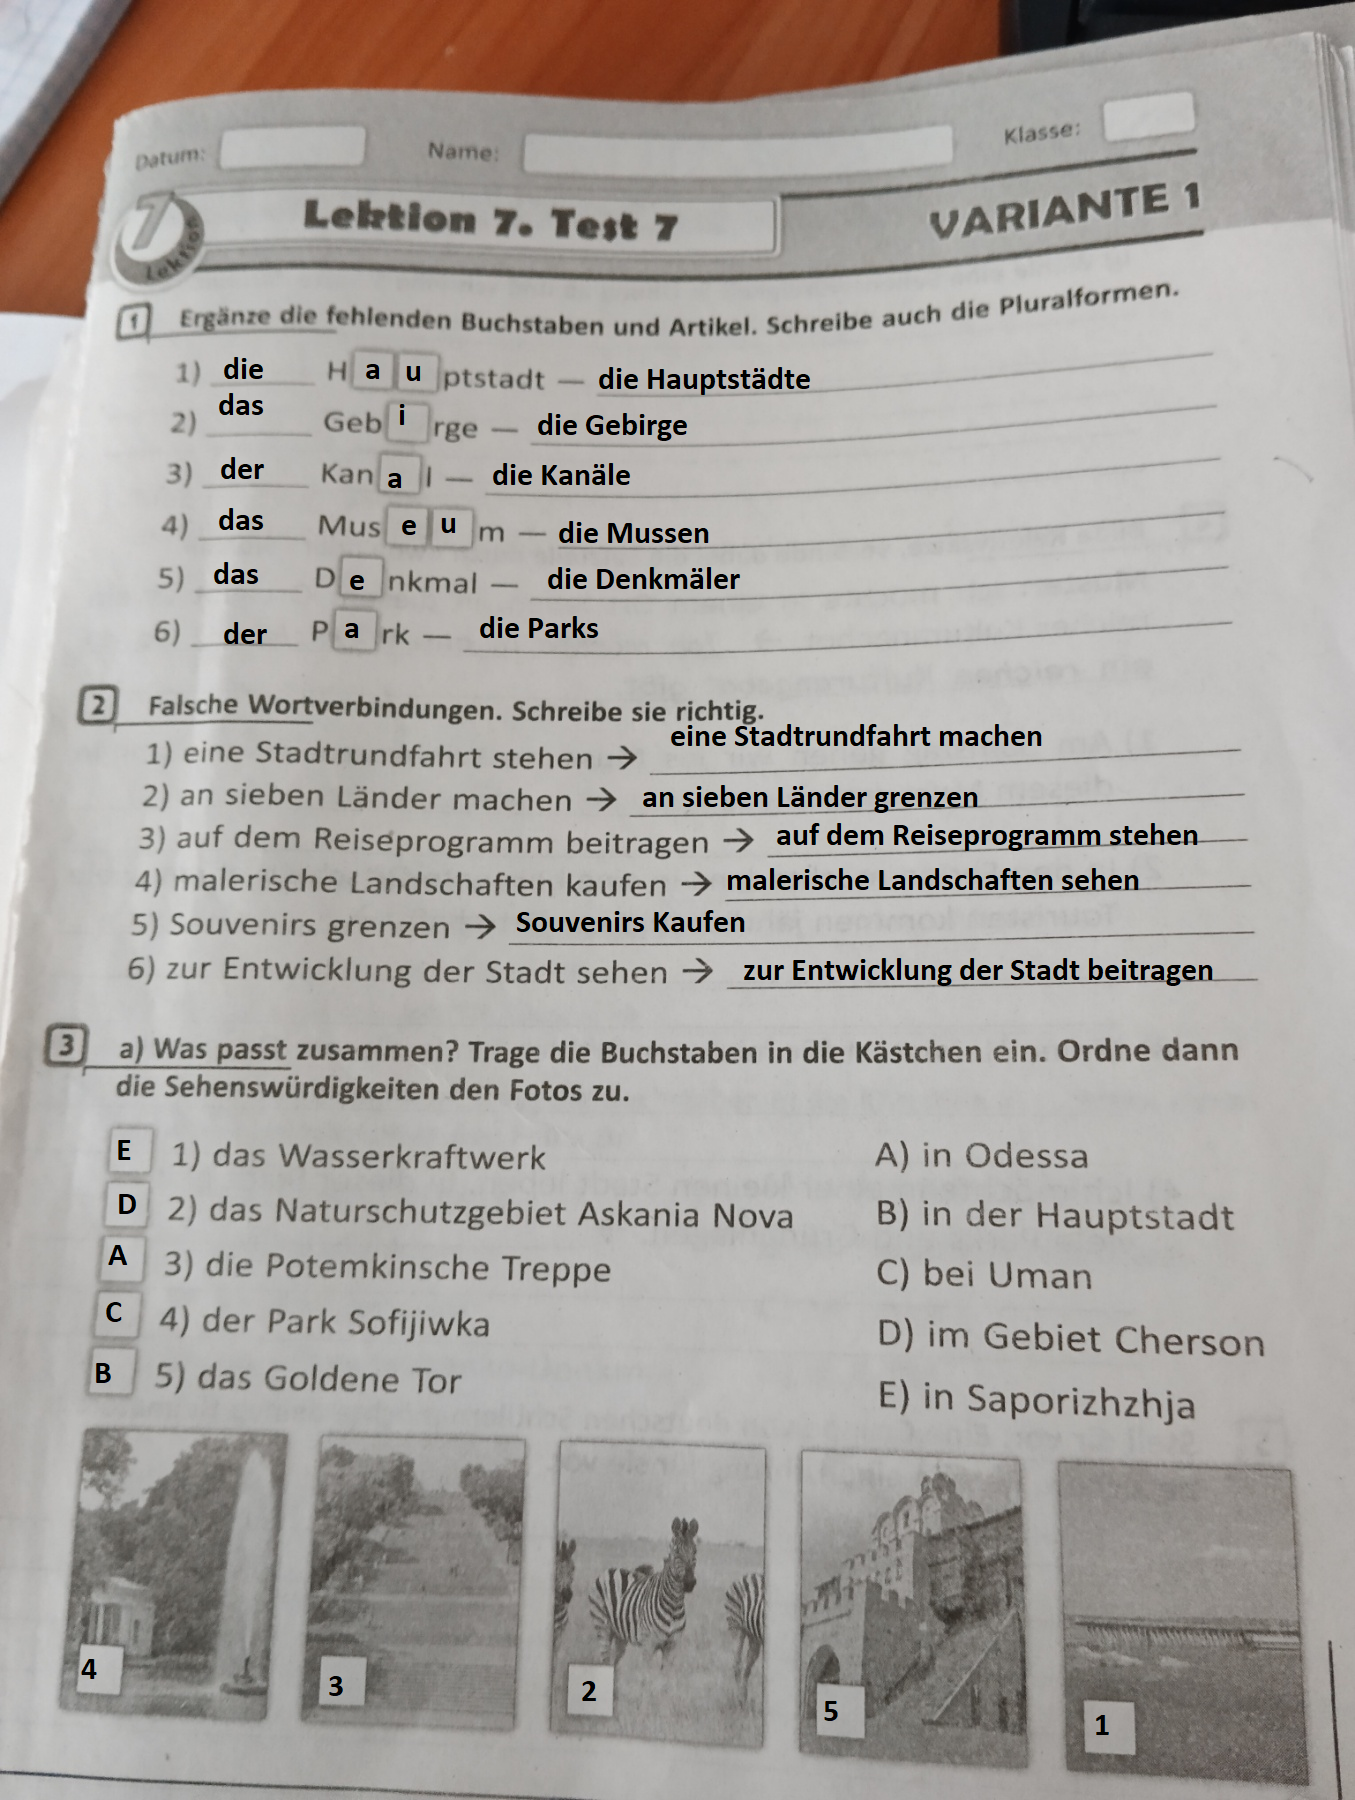 Datum: Name: Klasse:
7 Lektion
Lektion 7. Test 7
VARIANTE 1
1 Ergänze die fehlenden Buchstaben und Artikel. Schreibe auch die Pluralformen.
1) die Hauptstadt — die Hauptstädte
2) das Gebirge — die Gebirge
3) der Kanal — die Kanäle
4) das Museum — die Mussen
5) das Denkmal — die Denkmäler
6) der Park — die Parks
2 Falsche Wortverbindungen. Schreibe sie richtig.
1) eine Stadtrundfahrt stehen → eine Stadtrundfahrt machen
2) an sieben Länder machen → an sieben Länder grenzen
3) auf dem Reiseprogramm beitragen → auf dem Reiseprogramm stehen
4) malerische Landschaften kaufen → malerische Landschaften sehen
5) Souvenirs grenzen → Souvenirs Kaufen
6) zur Entwicklung der Stadt sehen → zur Entwicklung der Stadt beitragen
3 a) Was passt zusammen? Trage die Buchstaben in die Kästchen ein. Ordne dann
die Sehenswürdigkeiten den Fotos zu.
E 1) das Wasserkraftwerk
D 2) das Naturschutzgebiet Askania Nova
A 3) die Potemkinsche Treppe
C 4) der Park Sofijiwka
B 5) das Goldene Tor
A) in Odessa
B) in der Hauptstadt
C) bei Uman
D) im Gebiet Cherson
E) in Saporizhzhja
4 3 2 5 1